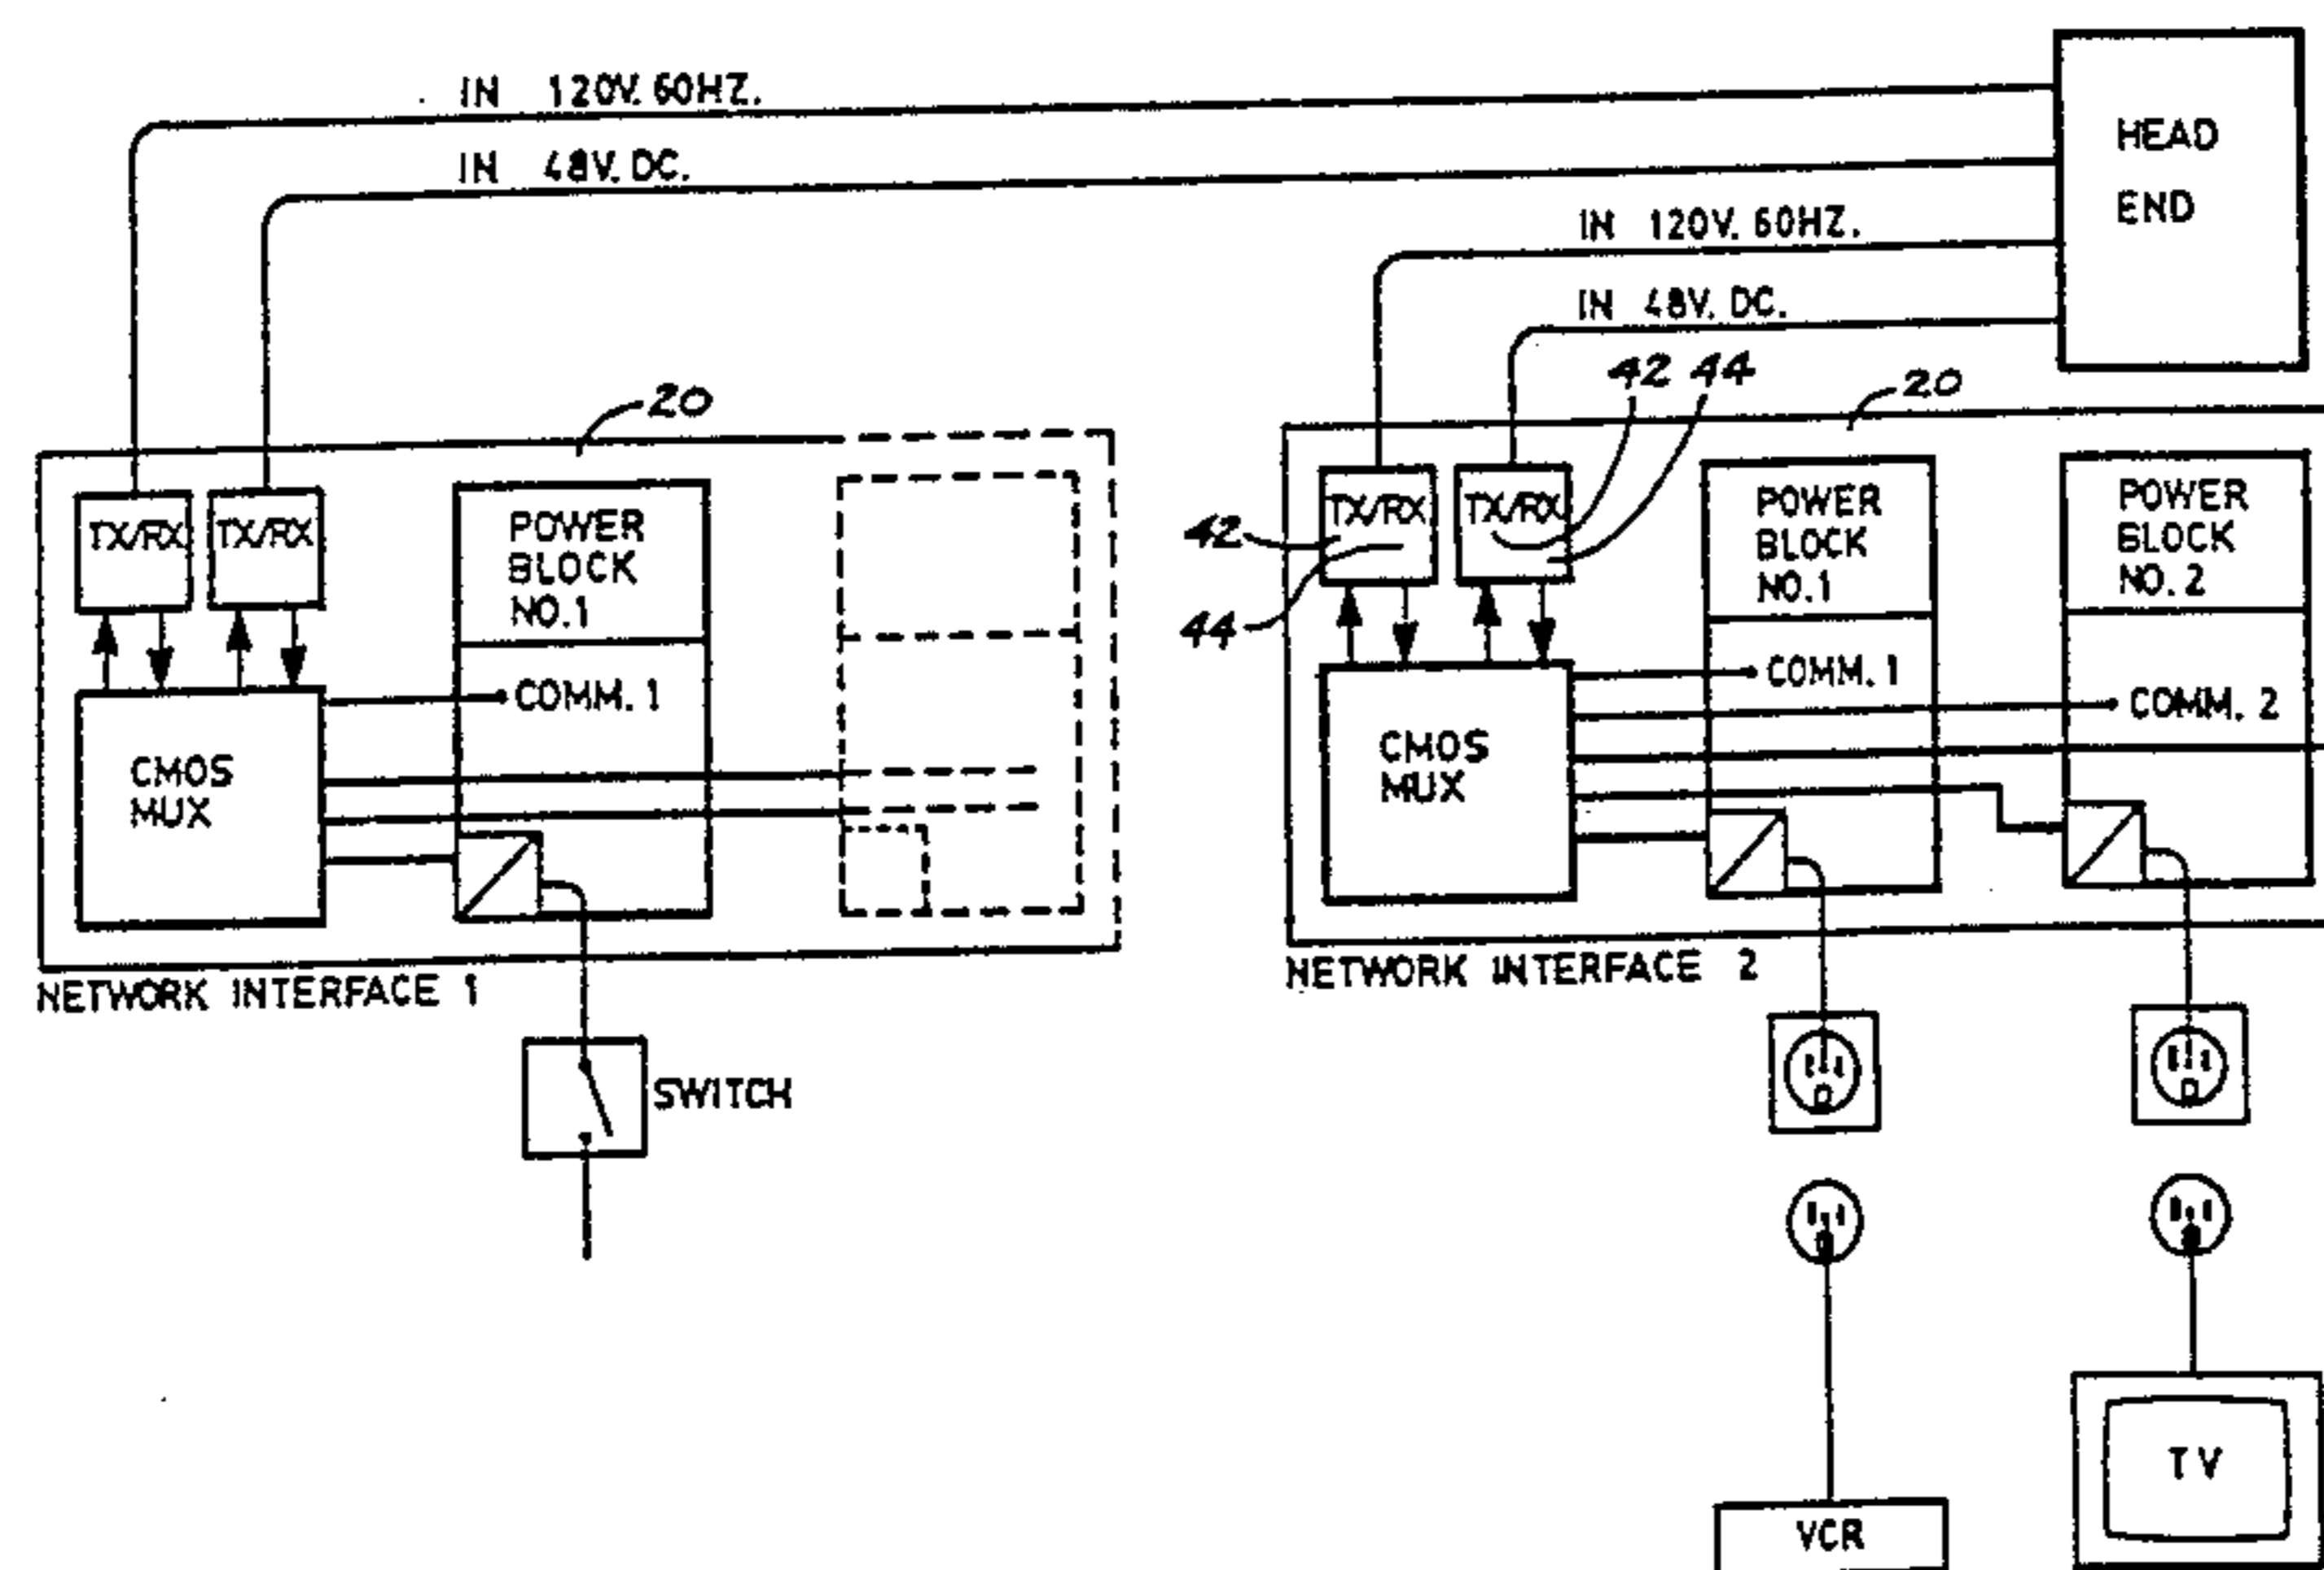 IN 120V. 60HZ.
IN 48V. DC.
HEAD
END
IN 120V. 60HZ.
IN 48V. DC.
42 44
20
20
TX/RX
TX/RX
POWER
BLOCK
NO.1
COMM. 1
CMOS
MUX
NETWORK INTERFACE 1
SWITCH
42
44
TX/RX
TX/RX
POWER
BLOCK
NO.1
POWER
BLOCK
NO. 2
COMM. 1
COMM. 2
CMOS
MUX
NETWORK INTERFACE 2
VCR
TV